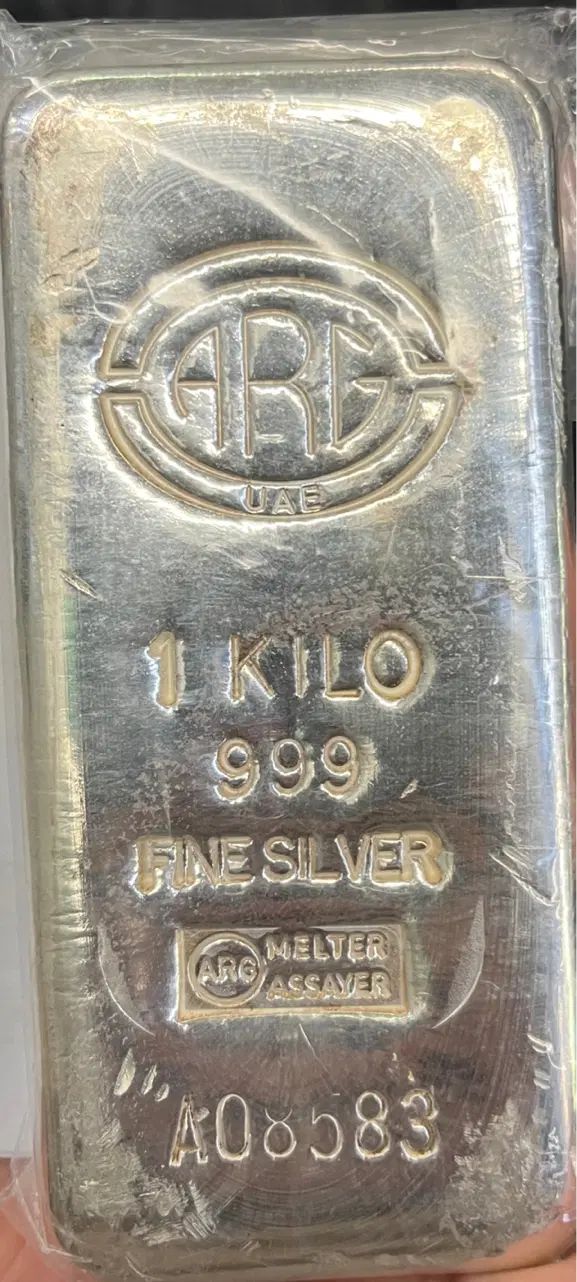 ARG
UAE
1 KILO
999
FINE SILVER
ARG MELTER
ASSAYER
A08583